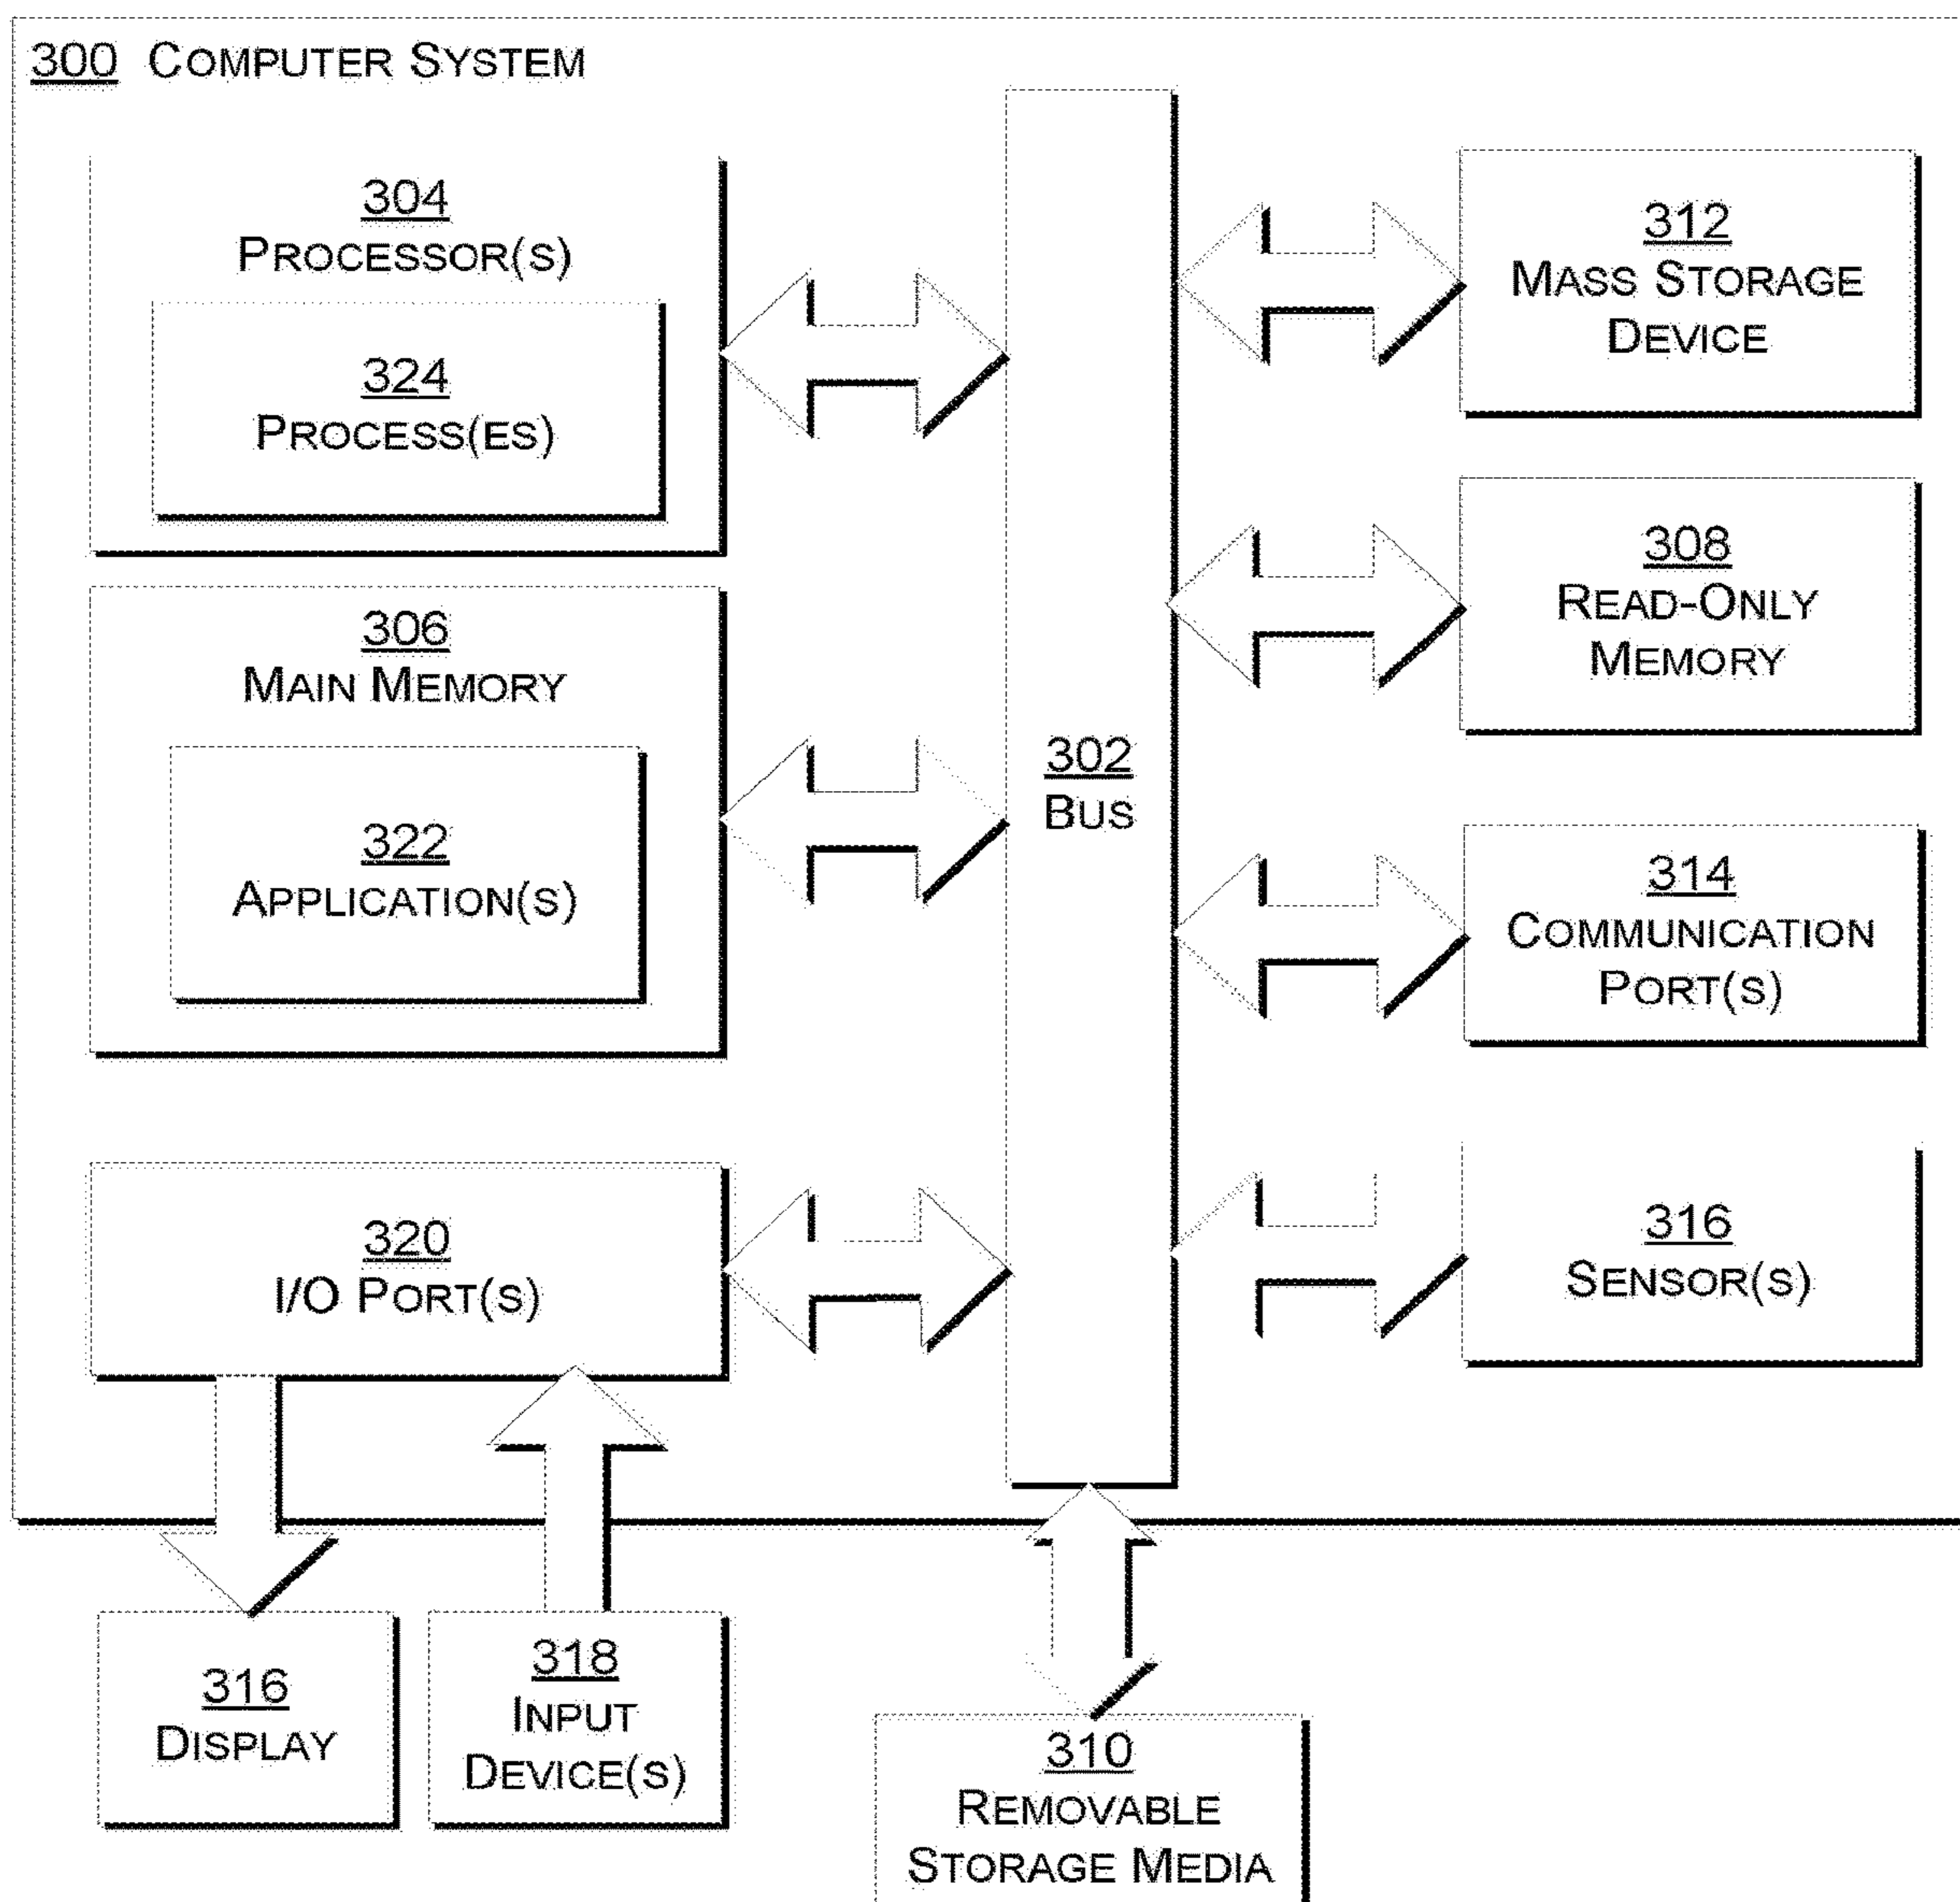 300 COMPUTER SYSTEM
304
PROCESSOR(S)
324
PROCESS(ES)
306
MAIN MEMORY
322
APPLICATION(S)
320
I/O PORT(S)
302
BUS
312
MASS STORAGE
DEVICE
308
READ-ONLY
MEMORY
314
COMMUNICATION
PORT(S)
316
SENSOR(S)
316
DISPLAY
318
INPUT
DEVICE(S)
310
REMOVABLE
STORAGE MEDIA